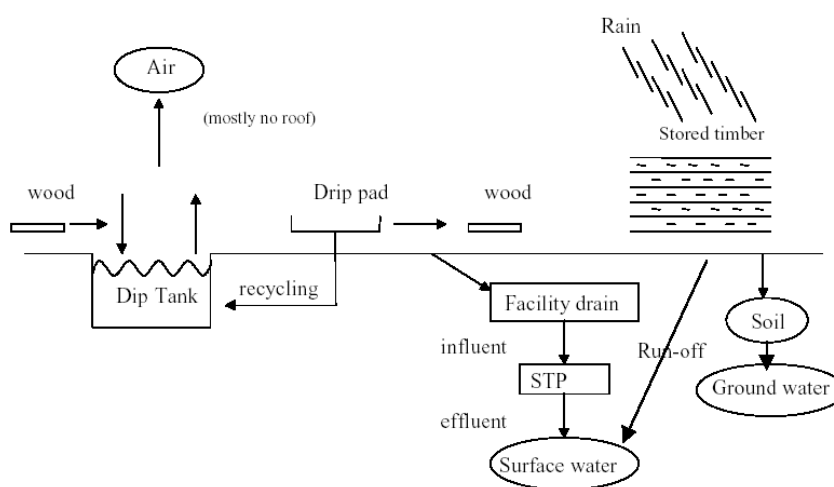 Rain
Air
(mostly no roof)
Stored timber
wood
Drip pad
wood
Dip Tank
recycling
Facility drain
Soil
influent
Run-off
STP
Ground water
effluent
Surface water